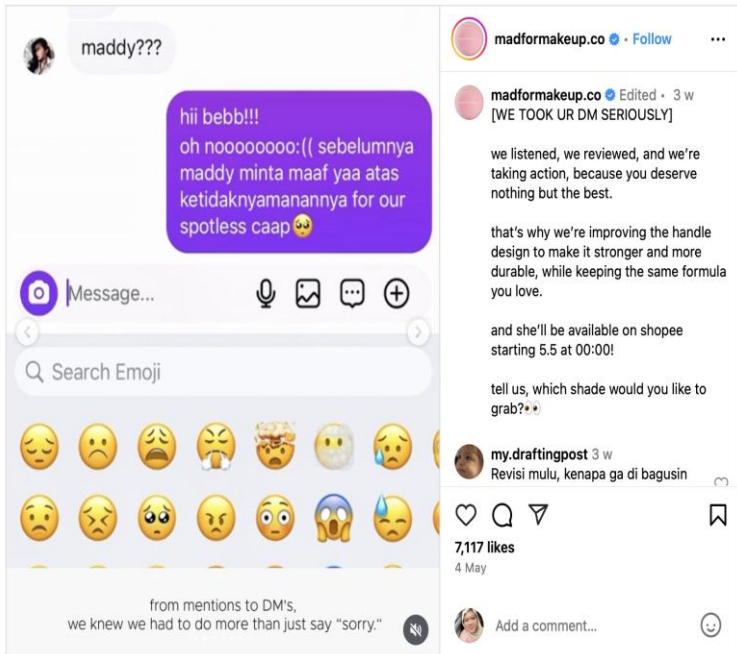 maddy???
hii bebb!!!
oh nooooooooo:(( sebelumnya
maddy minta maaf yaa atas
ketidaknyamanannya for our
spotless caap🥺
Message...
Search Emoji
from mentions to DM's,
we knew we had to do more than just say "sorry."
madformakeup.co • Follow
madformakeup.co Edited • 3 w
[WE TOOK UR DM SERIOUSLY]
we listened, we reviewed, and we're
taking action, because you deserve
nothing but the best.
that's why we're improving the handle
design to make it stronger and more
durable, while keeping the same formula
you love.
and she'll be available on shopee
starting 5.5 at 00:00!
tell us, which shade would you like to
grab?👀
my.draftingpost 3 w
Revisi mulu, kenapa ga di bagusin
7,117 likes
4 May
Add a comment...